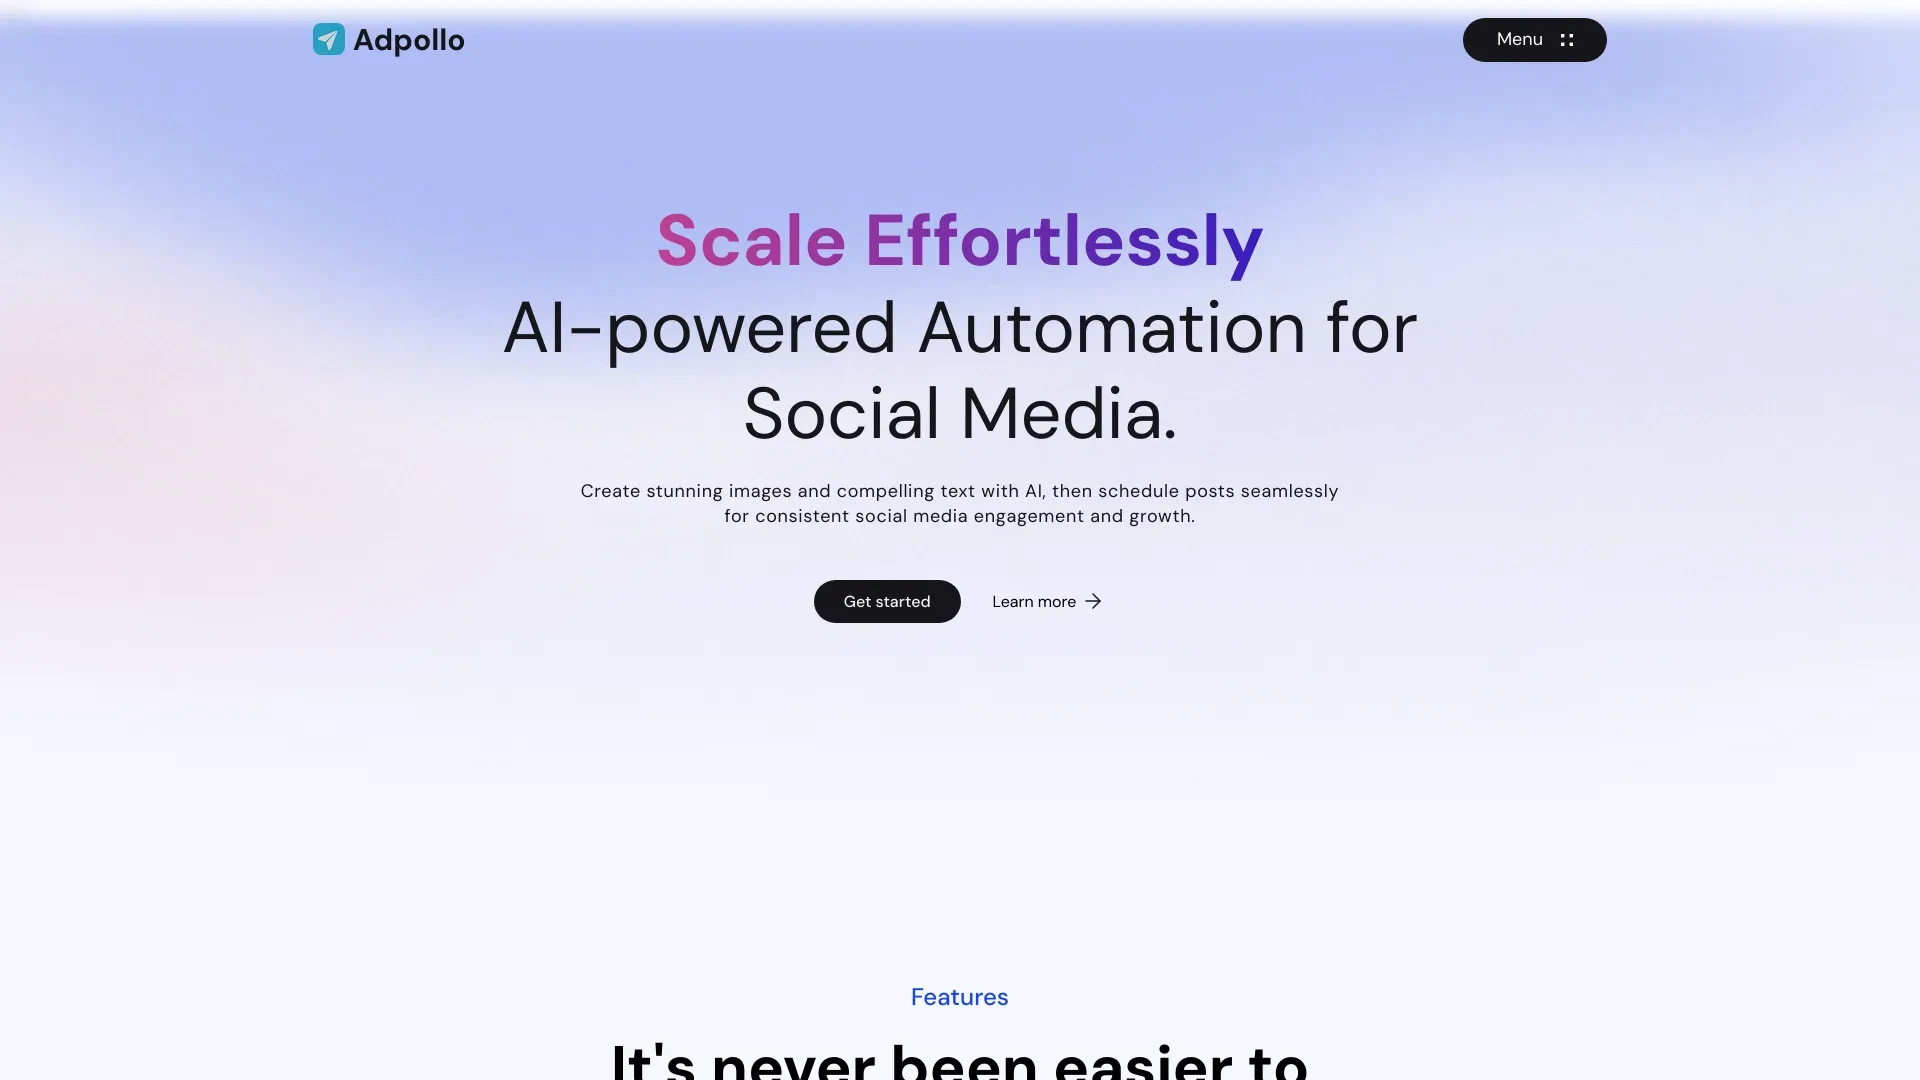 Adpollo
Menu
Scale Effortlessly
AI-powered Automation for
Social Media.
Create stunning images and compelling text with AI, then schedule posts seamlessly
for consistent social media engagement and growth.
Get started
Learn more
Features
It's never been easier to